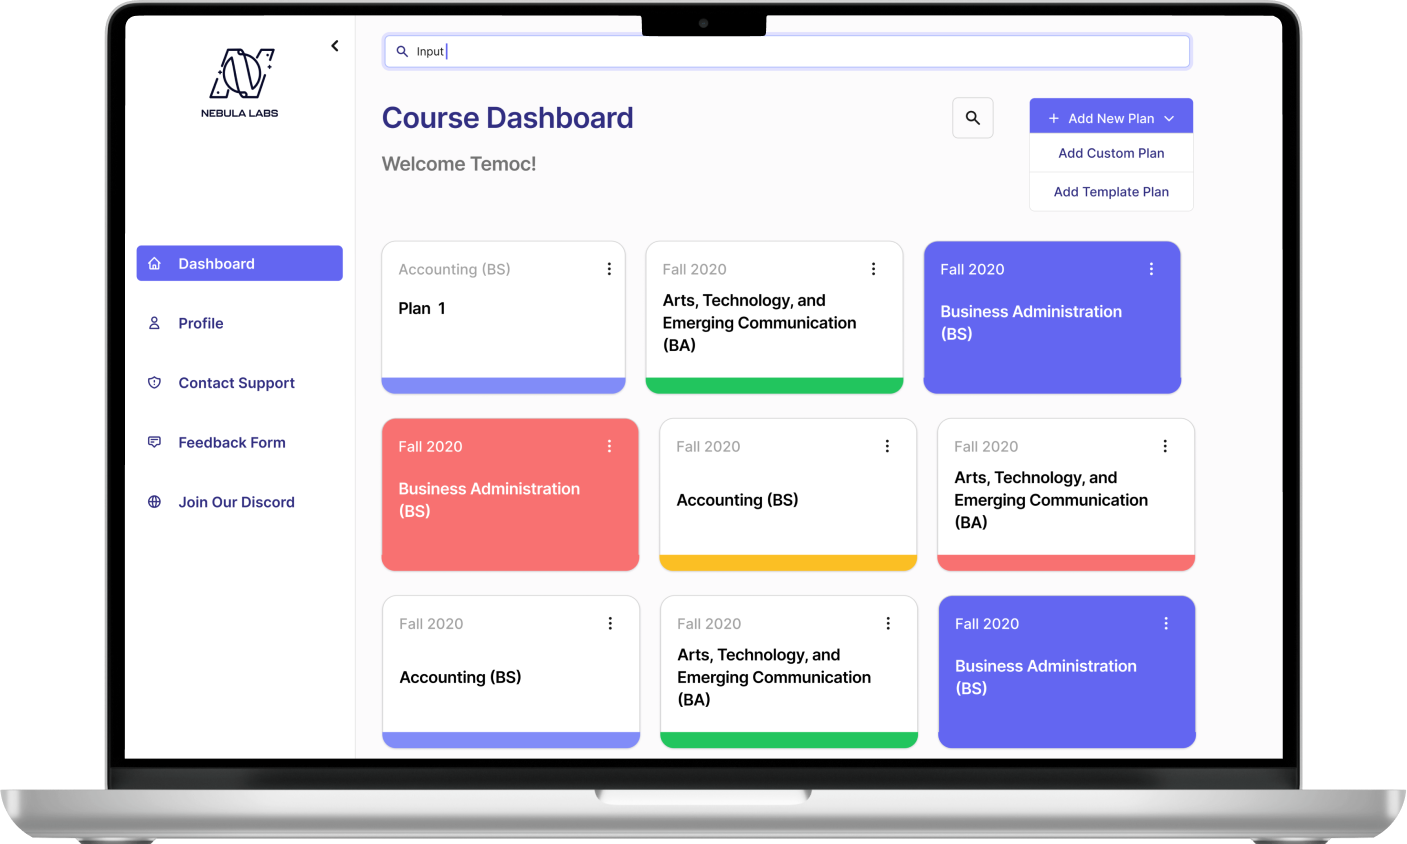 NEBULA LABS
Input
Course Dashboard
Welcome Temoc!
Add New Plan
Add Custom Plan
Add Template Plan
Dashboard
Profile
Contact Support
Feedback Form
Join Our Discord
Accounting (BS)
Plan 1
Fall 2020
Arts, Technology, and
Emerging Communication
(BA)
Fall 2020
Business Administration
(BS)
Fall 2020
Business Administration
(BS)
Fall 2020
Accounting (BS)
Fall 2020
Arts, Technology, and
Emerging Communication
(BA)
Fall 2020
Accounting (BS)
Fall 2020
Arts, Technology, and
Emerging Communication
(BA)
Fall 2020
Business Administration
(BS)